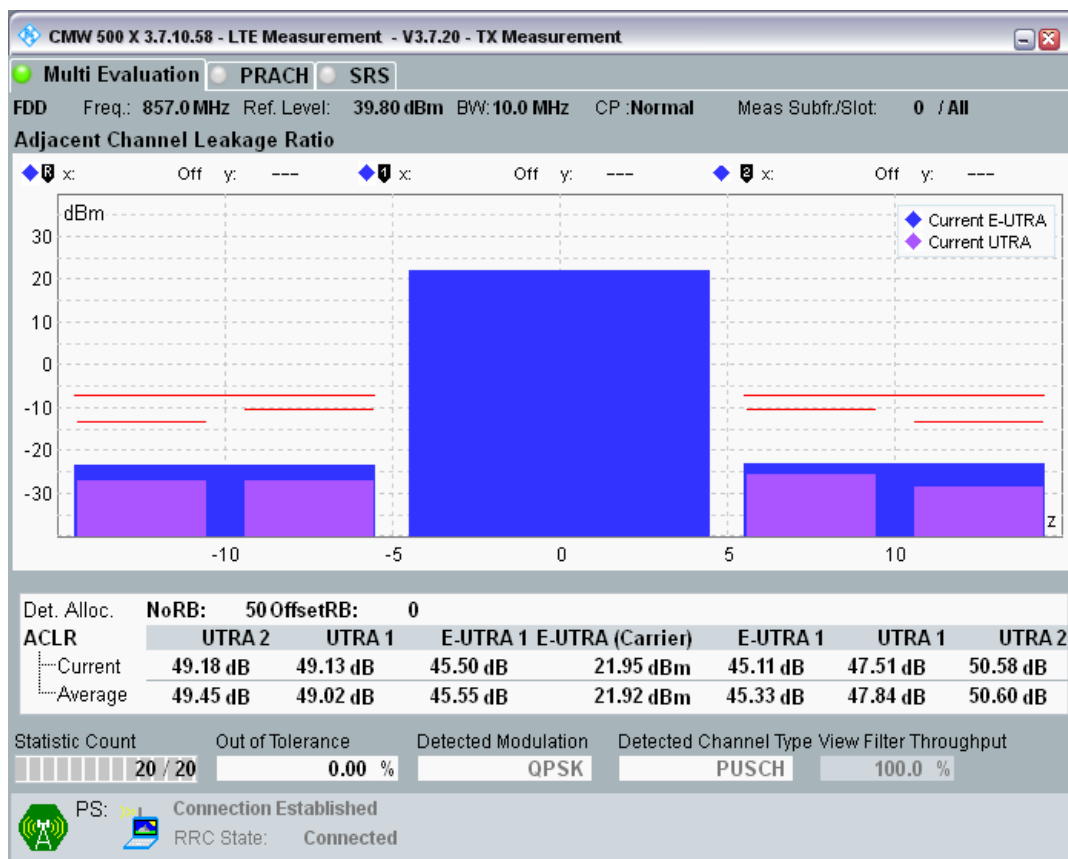 CMW 500 X 3.7.10.58 - LTE Measurement - V3.7.20 - TX Measurement
Multi Evaluation PRACH SRS
FDD Freq.: 857.0 MHz Ref. Level: 39.80 dBm BW: 10.0 MHz CP :Normal Meas Subfr./Slot: 0 / All
Adjacent Channel Leakage Ratio
R x: Off y: --- 1 x: Off y: --- 2 x: Off y: ---
dBm
Current E-UTRA
Current UTRA
30
20
10
0
-10
-20
-30
z
-10 -5 0 5 10
Det. Alloc. NoRB: 50 OffsetRB: 0
ACLR UTRA 2 UTRA 1 E-UTRA 1 E-UTRA (Carrier) E-UTRA 1 UTRA 1 UTRA 2
Current 49.18 dB 49.13 dB 45.50 dB 21.95 dBm 45.11 dB 47.51 dB 50.58 dB
Average 49.45 dB 49.02 dB 45.55 dB 21.92 dBm 45.33 dB 47.84 dB 50.60 dB
Statistic Count Out of Tolerance Detected Modulation Detected Channel Type View Filter Throughput
20 / 20 0.00 % QPSK PUSCH 100.0 %
PS: Connection Established
RRC State: Connected